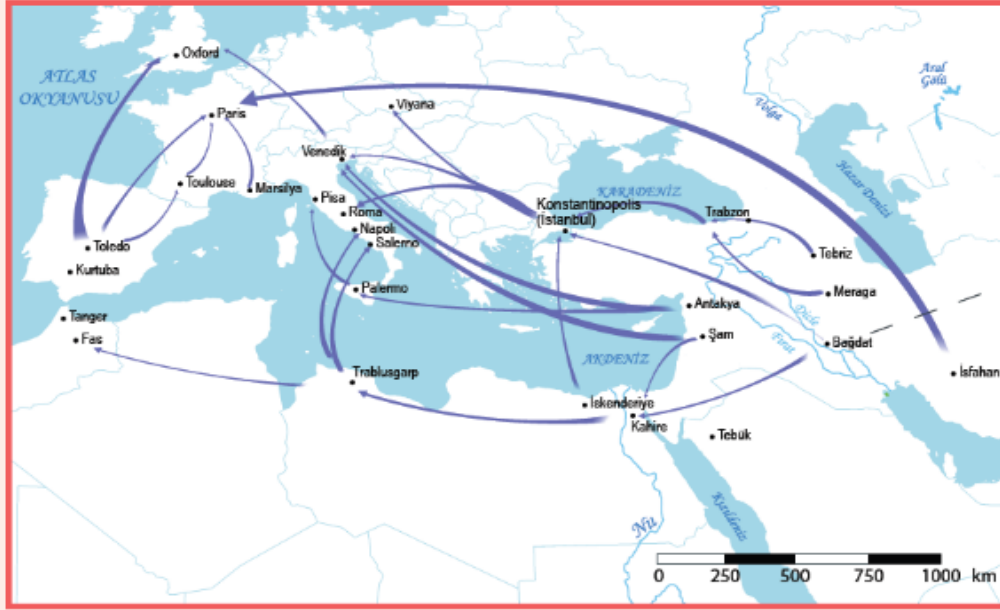 Oxford
ATLAS
OKYANUSU
Paris
Viyana
Aral
Gölü
Volga
Hazar Denizi
Venedik
Toulouse
Marsilya
Pisa
Roma
Napoli
Salerno
KARADENİZ
Konstantinopolis
(İstanbul)
Trabzon
Toledo
Kurtuba
Tebriz
Palermo
Meraga
Antakya
Dicle
Tanger
Fas
Şam
Fırat
Bağdat
AKDENİZ
Trablusgarp
İsfahan
İskenderiye
Kahire
Tebük
Kızıldeniz
Nil
0 250 500 750 1000 km